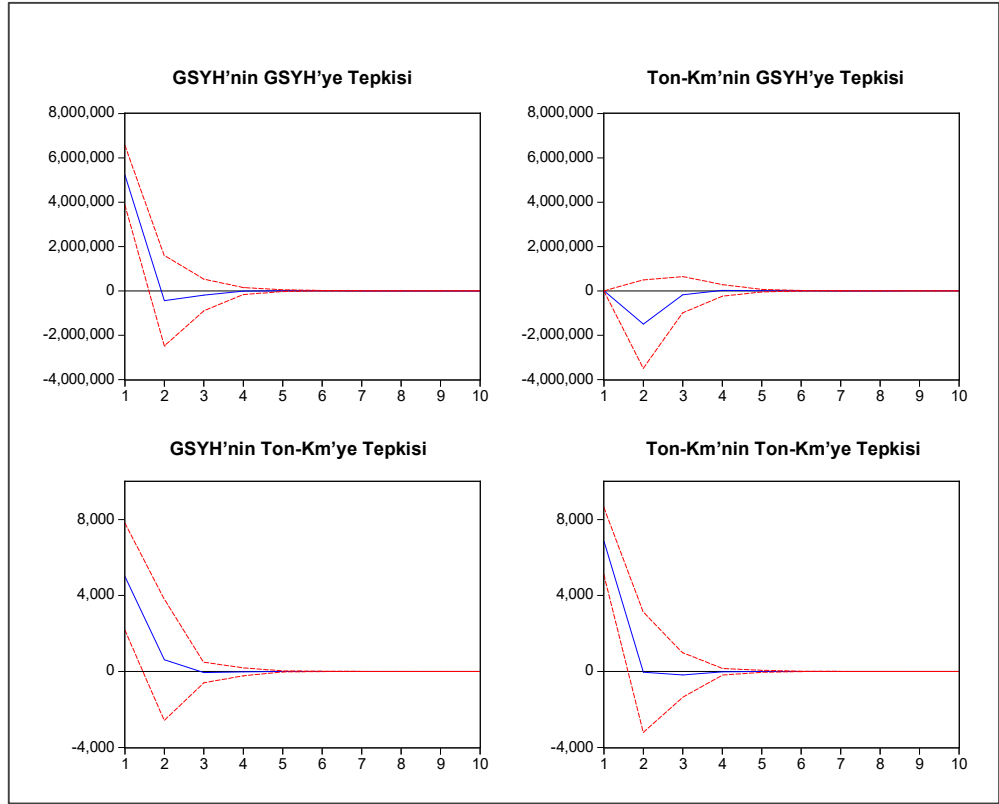 GSYH’nin GSYH’ye Tepkisi
8,000,000
6,000,000
4,000,000
2,000,000
0
-2,000,000
-4,000,000
1 2 3 4 5 6 7 8 9 10
Ton-Km’nin GSYH’ye Tepkisi
8,000,000
6,000,000
4,000,000
2,000,000
0
-2,000,000
-4,000,000
1 2 3 4 5 6 7 8 9 10
GSYH’nin Ton-Km’ye Tepkisi
8,000
4,000
0
-4,000
1 2 3 4 5 6 7 8 9 10
Ton-Km’nin Ton-Km’ye Tepkisi
8,000
4,000
0
-4,000
1 2 3 4 5 6 7 8 9 10